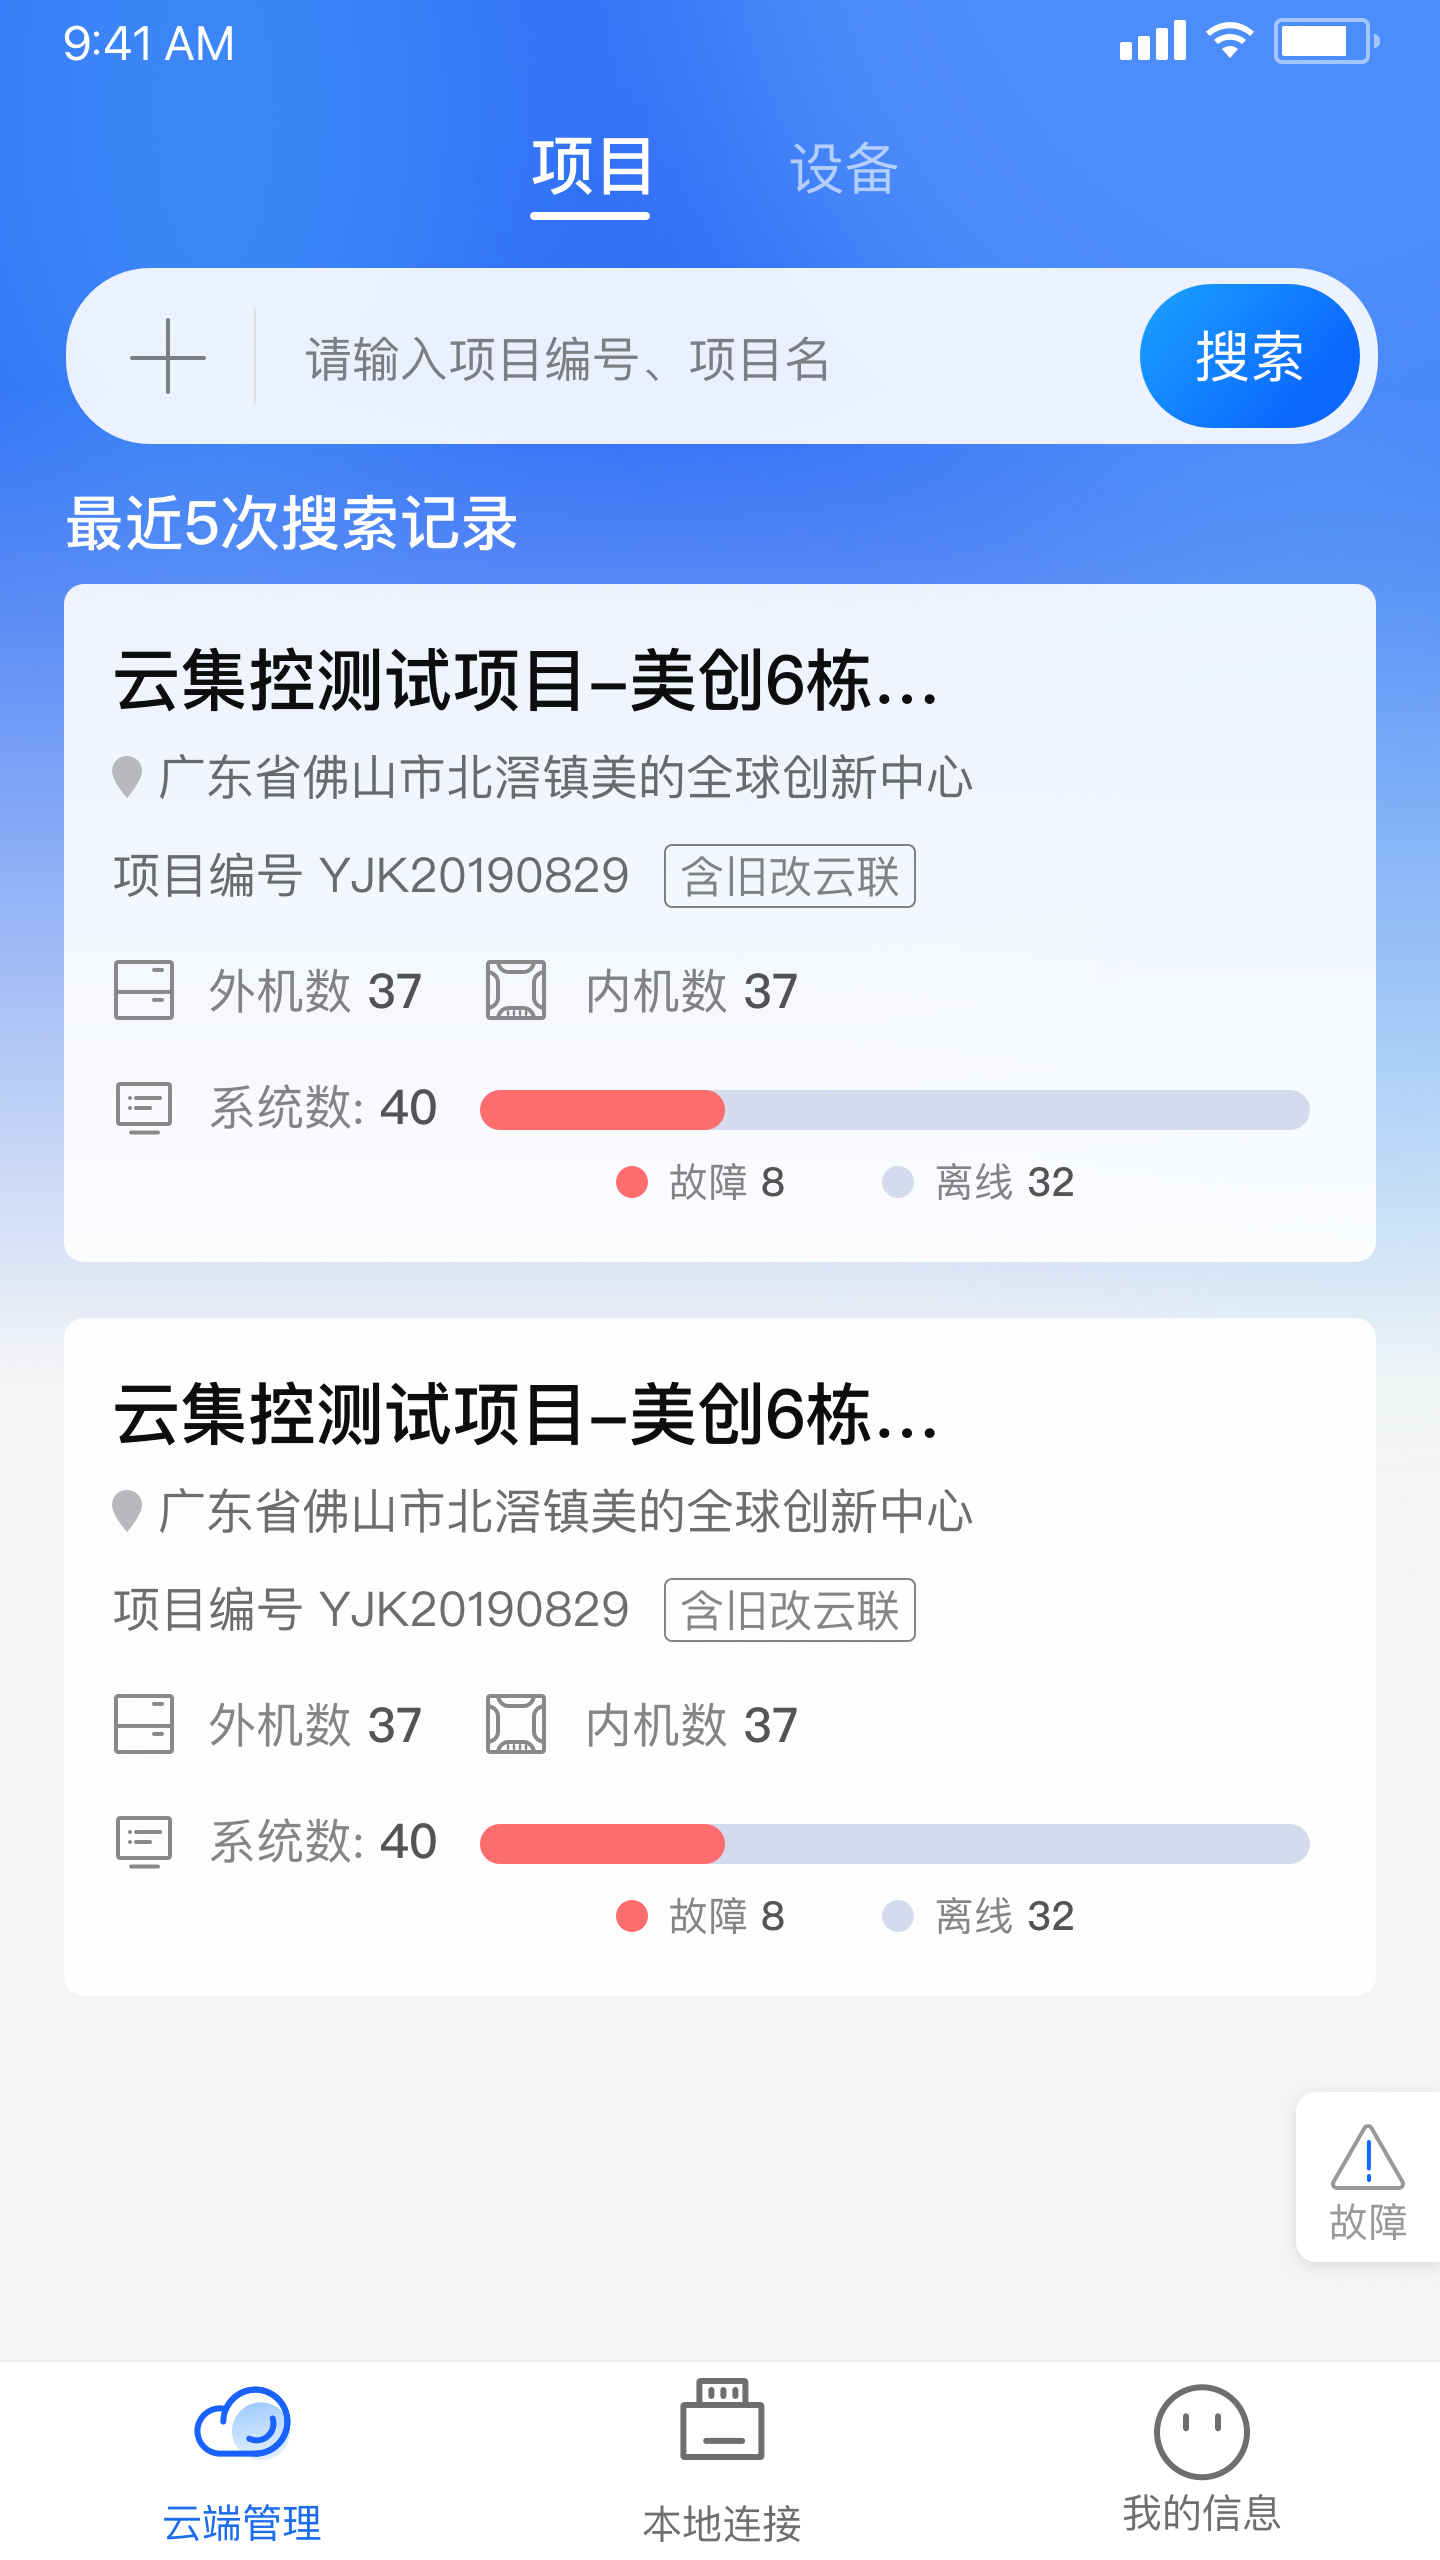 9:41 AM
项目 设备
请输入项目编号、项目名 搜索
最近5次搜索记录
云集控测试项目-美创6栋...
广东省佛山市北滘镇美的全球创新中心
项目编号 YJK20190829 含旧改云联
外机数 37 内机数 37
系统数: 40
故障 8 离线 32
云集控测试项目-美创6栋...
广东省佛山市北滘镇美的全球创新中心
项目编号 YJK20190829 含旧改云联
外机数 37 内机数 37
系统数: 40
故障 8 离线 32
故障
云端管理 本地连接 我的信息